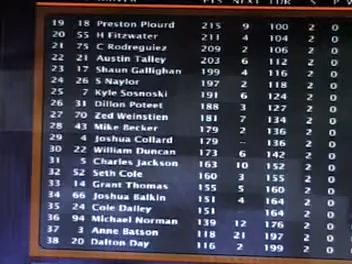 PTS NEXT LDR S P
19 18 Preston Plourd 215 9 100 2 0
20 55 H Fitzwater 211 4 104 2 0
21 75 C Rodreguiez 209 2 106 2 0
22 21 Austin Talley 203 6 112 2 0
23 17 Shaun Gallighan 199 4 116 2 0
24 26 S Naylor 197 2 118 2 0
25 7 Kyle Sosnoski 191 6 124 2 0
26 31 Dillon Poteet 188 3 127 2 0
27 70 Zed Weinstien 181 7 134 2 0
28 43 Mike Becker 179 2 136 2 0
29 4 Joshua Collard 179 -- 136 2 0
30 22 William Duncan 173 6 142 2 0
31 5 Charles Jackson 163 10 152 2 0
32 52 Seth Cole 160 3 155 2 0
33 14 Grant Thomas 155 5 160 2 0
34 66 Joshua Balkin 151 4 164 2 0
35 24 Cole Dailey 151 164 2 0
36 94 Michael Norman 139 12 176 2 0
37 3 Anne Batson 118 21 197 2 0
38 20 Dalton Day 116 2 199 2 0